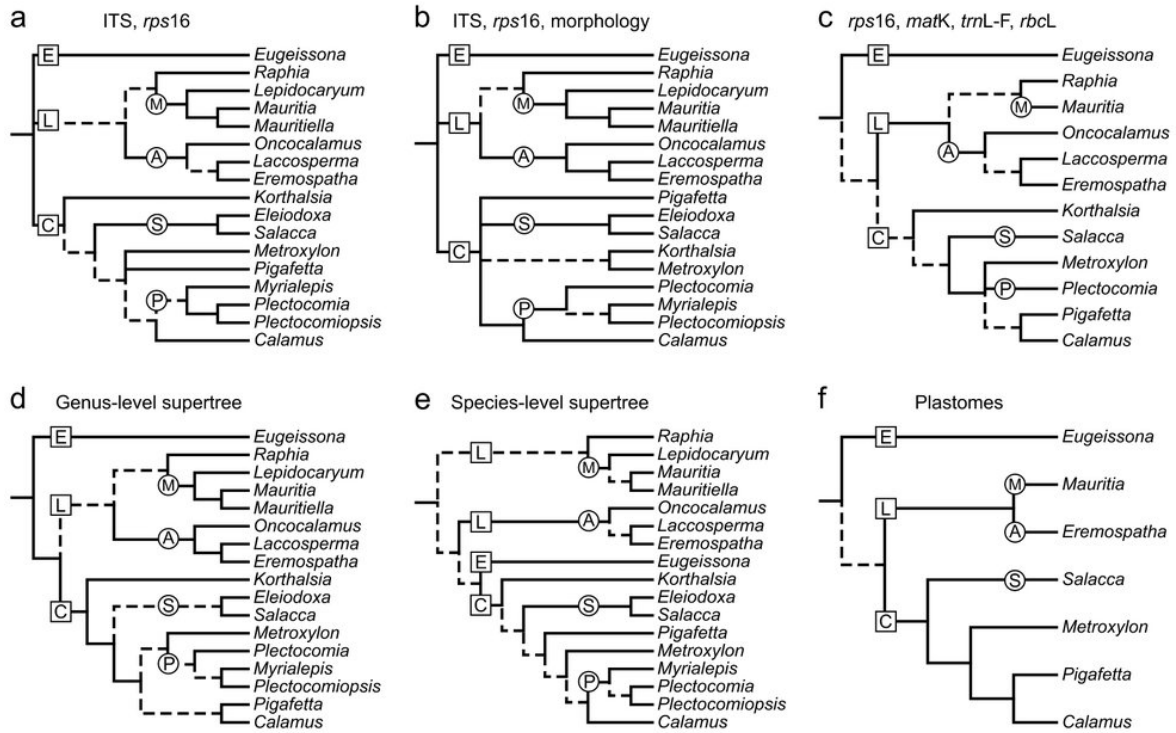 a ITS, rps16
E Eugeissona
Raphia
Lepidocaryum
M
Mauritia
L
Mauritiella
Oncocalamus
A
Laccosperma
Eremospatha
Korthalsia
Eleiodoxa
C S
Salacca
Metroxylon
Pigafetta
Myrialepis
P
Plectocomia
Plectocomiopsis
Calamus
b ITS, rps16, morphology
E Eugeissona
Raphia
Lepidocaryum
M
Mauritia
L
Mauritiella
Oncocalamus
A
Laccosperma
Eremospatha
Pigafetta
Eleiodoxa
S
Salacca
C
Korthalsia
Metroxylon
Plectocomia
P
Myrialepis
Plectocomiopsis
Calamus
c rps16, matK, trnL-F, rbcL
E Eugeissona
Raphia
M
Mauritia
L
Oncocalamus
A
Laccosperma
Eremospatha
Korthalsia
C
S Salacca
Metroxylon
P Plectocomia
Pigafetta
Calamus
d Genus-level supertree
E Eugeissona
Raphia
Lepidocaryum
M
Mauritia
L
Mauritiella
Oncocalamus
A
Laccosperma
Eremospatha
Korthalsia
Eleiodoxa
C S
Salacca
Metroxylon
P
Plectocomia
Myrialepis
Plectocomiopsis
Pigafetta
Calamus
e Species-level supertree
Raphia
L
Lepidocaryum
M
Mauritia
Mauritiella
Oncocalamus
L A
Laccosperma
Eremospatha
E Eugeissona
Korthalsia
C
Eleiodoxa
S
Salacca
Pigafetta
Metroxylon
Myrialepis
P
Plectocomia
Plectocomiopsis
Calamus
f Plastomes
E Eugeissona
M Mauritia
L
A Eremospatha
S Salacca
C
Metroxylon
Pigafetta
Calamus